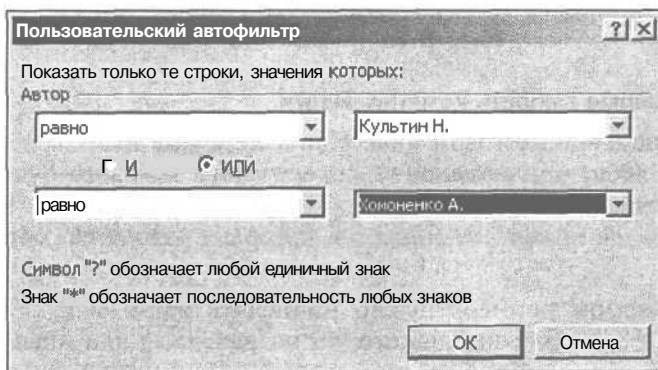 Пользовательский автофильтр
Показать только те строки, значения которых:
Автор
равно Культин Н.
И ИЛИ
равно Хомоненко А.
Символ "?" обозначает любой единичный знак
Знак "*" обозначает последовательность любых знаков
ОК Отмена